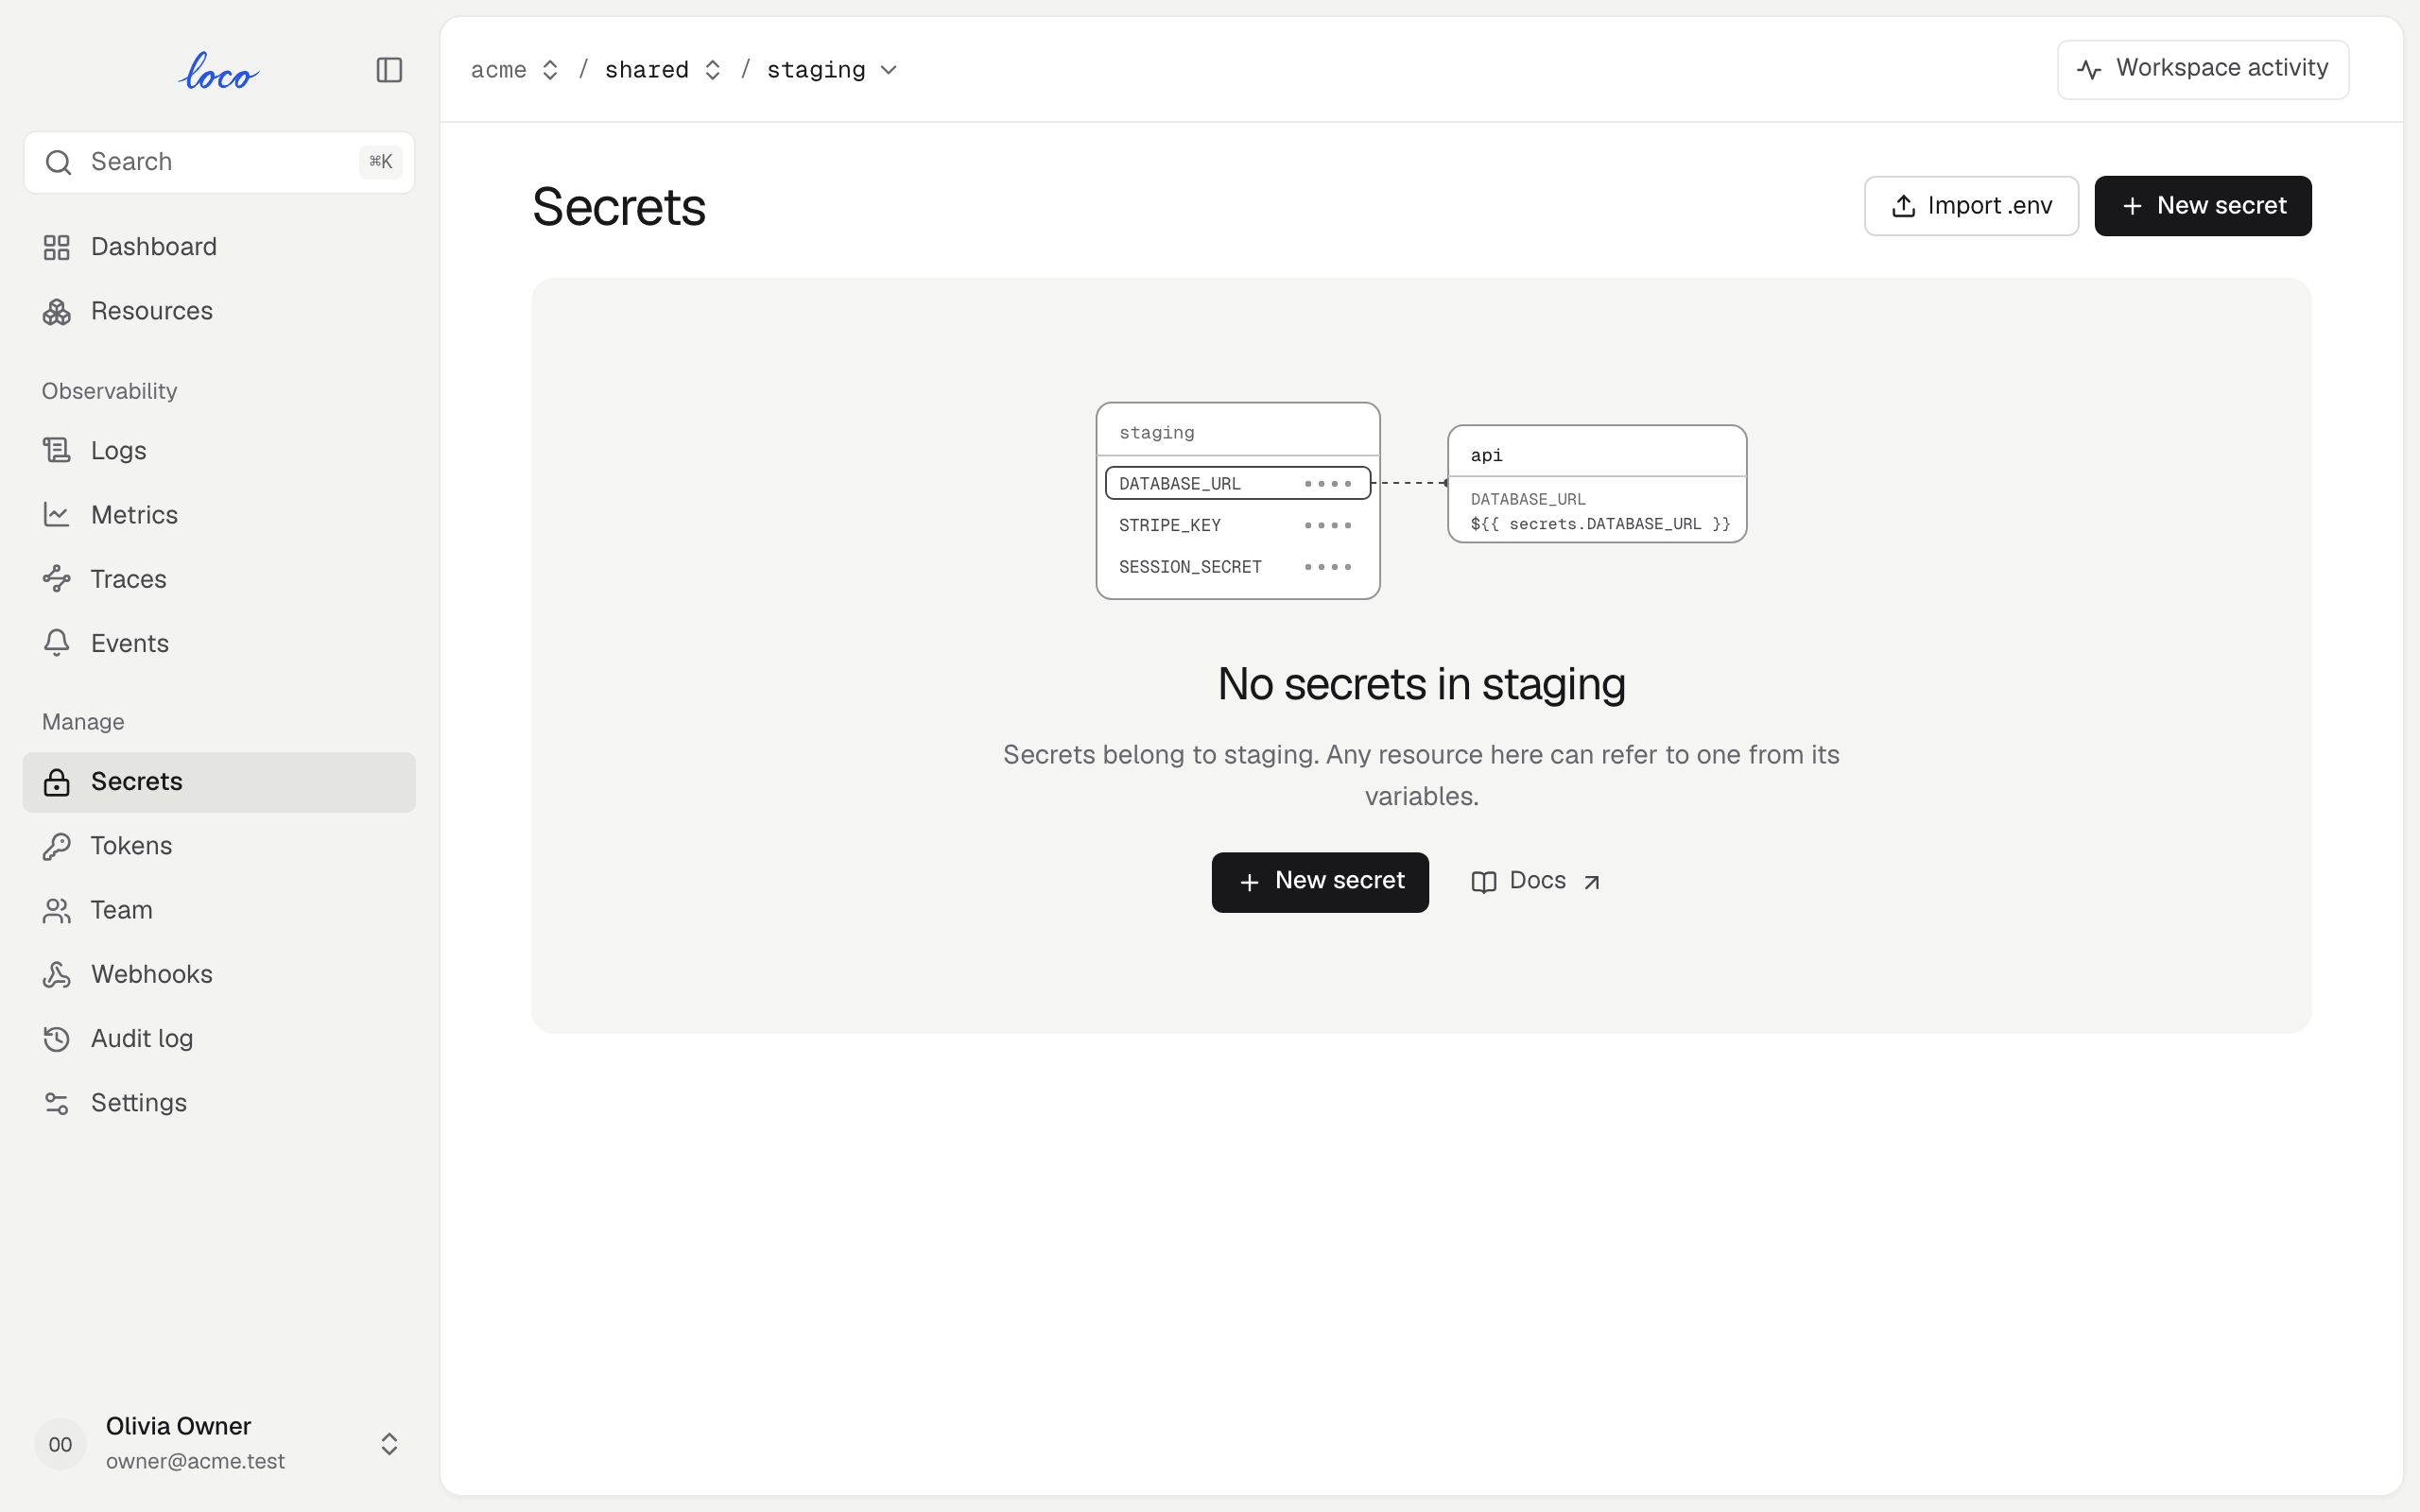 loco
acme / shared / staging
Workspace activity
Search ⌘K
Dashboard
Resources
Observability
Logs
Metrics
Traces
Events
Manage
Secrets
Tokens
Team
Webhooks
Audit log
Settings
OO
Olivia Owner
owner@acme.test
Secrets
Import .env
+ New secret
staging
DATABASE_URL ••••
STRIPE_KEY ••••
SESSION_SECRET ••••
api
DATABASE_URL
${{ secrets.DATABASE_URL }}
No secrets in staging
Secrets belong to staging. Any resource here can refer to one from its
variables.
+ New secret
Docs